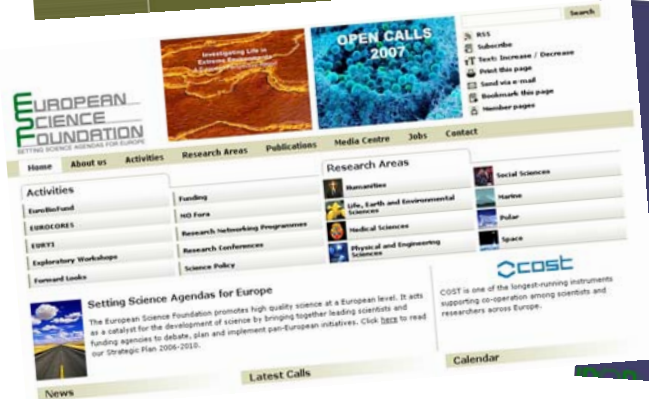 Search
RSS
Subscribe
Text: Increase / Decrease
Print this page
Send via e-mail
Bookmark this page
Member pages
Investigating Life in
Extreme Environments
OPEN CALLS
2007
EUROPEAN
SCIENCE
FOUNDATION
SETTING SCIENCE AGENDAS FOR EUROPE
Home About us Activities Research Areas Publications Media Centre Jobs Contact
Activities
EuroBioFund
EUROCORES
EURYI
Exploratory Workshops
Forward Looks
Funding
MO Fora
Research Networking Programmes
Research Conferences
Science Policy
Research Areas
Humanities
Life, Earth and Environmental
Sciences
Medical Sciences
Physical and Engineering
Sciences
Social Sciences
Marine
Polar
Space
Setting Science Agendas for Europe
The European Science Foundation promotes high quality science at a European level. It acts
as a catalyst for the development of science by bringing together leading scientists and
funding agencies to debate, plan and implement pan-European initiatives. Click here to read
our Strategic Plan 2006-2010.
cost
COST is one of the longest-running instruments
supporting co-operation among scientists and
researchers across Europe.
News
Latest Calls
Calendar